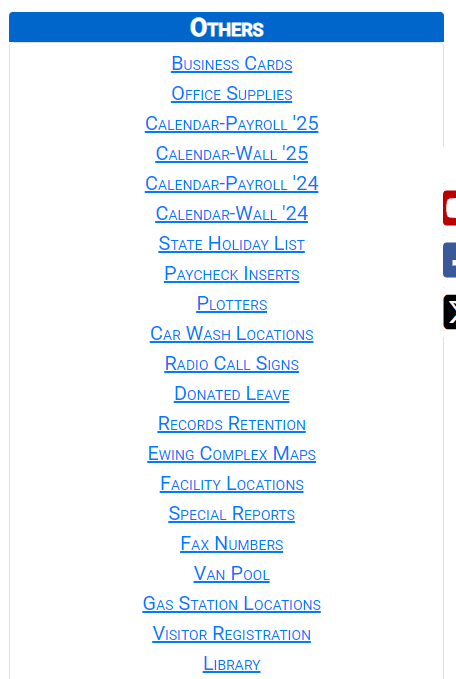 Others
Business Cards
Office Supplies
Calendar-Payroll '25
Calendar-Wall '25
Calendar-Payroll '24
Calendar-Wall '24
State Holiday List
Paycheck Inserts
Plotters
Car Wash Locations
Radio Call Signs
Donated Leave
Records Retention
Ewing Complex Maps
Facility Locations
Special Reports
Fax Numbers
Van Pool
Gas Station Locations
Visitor Registration
Library